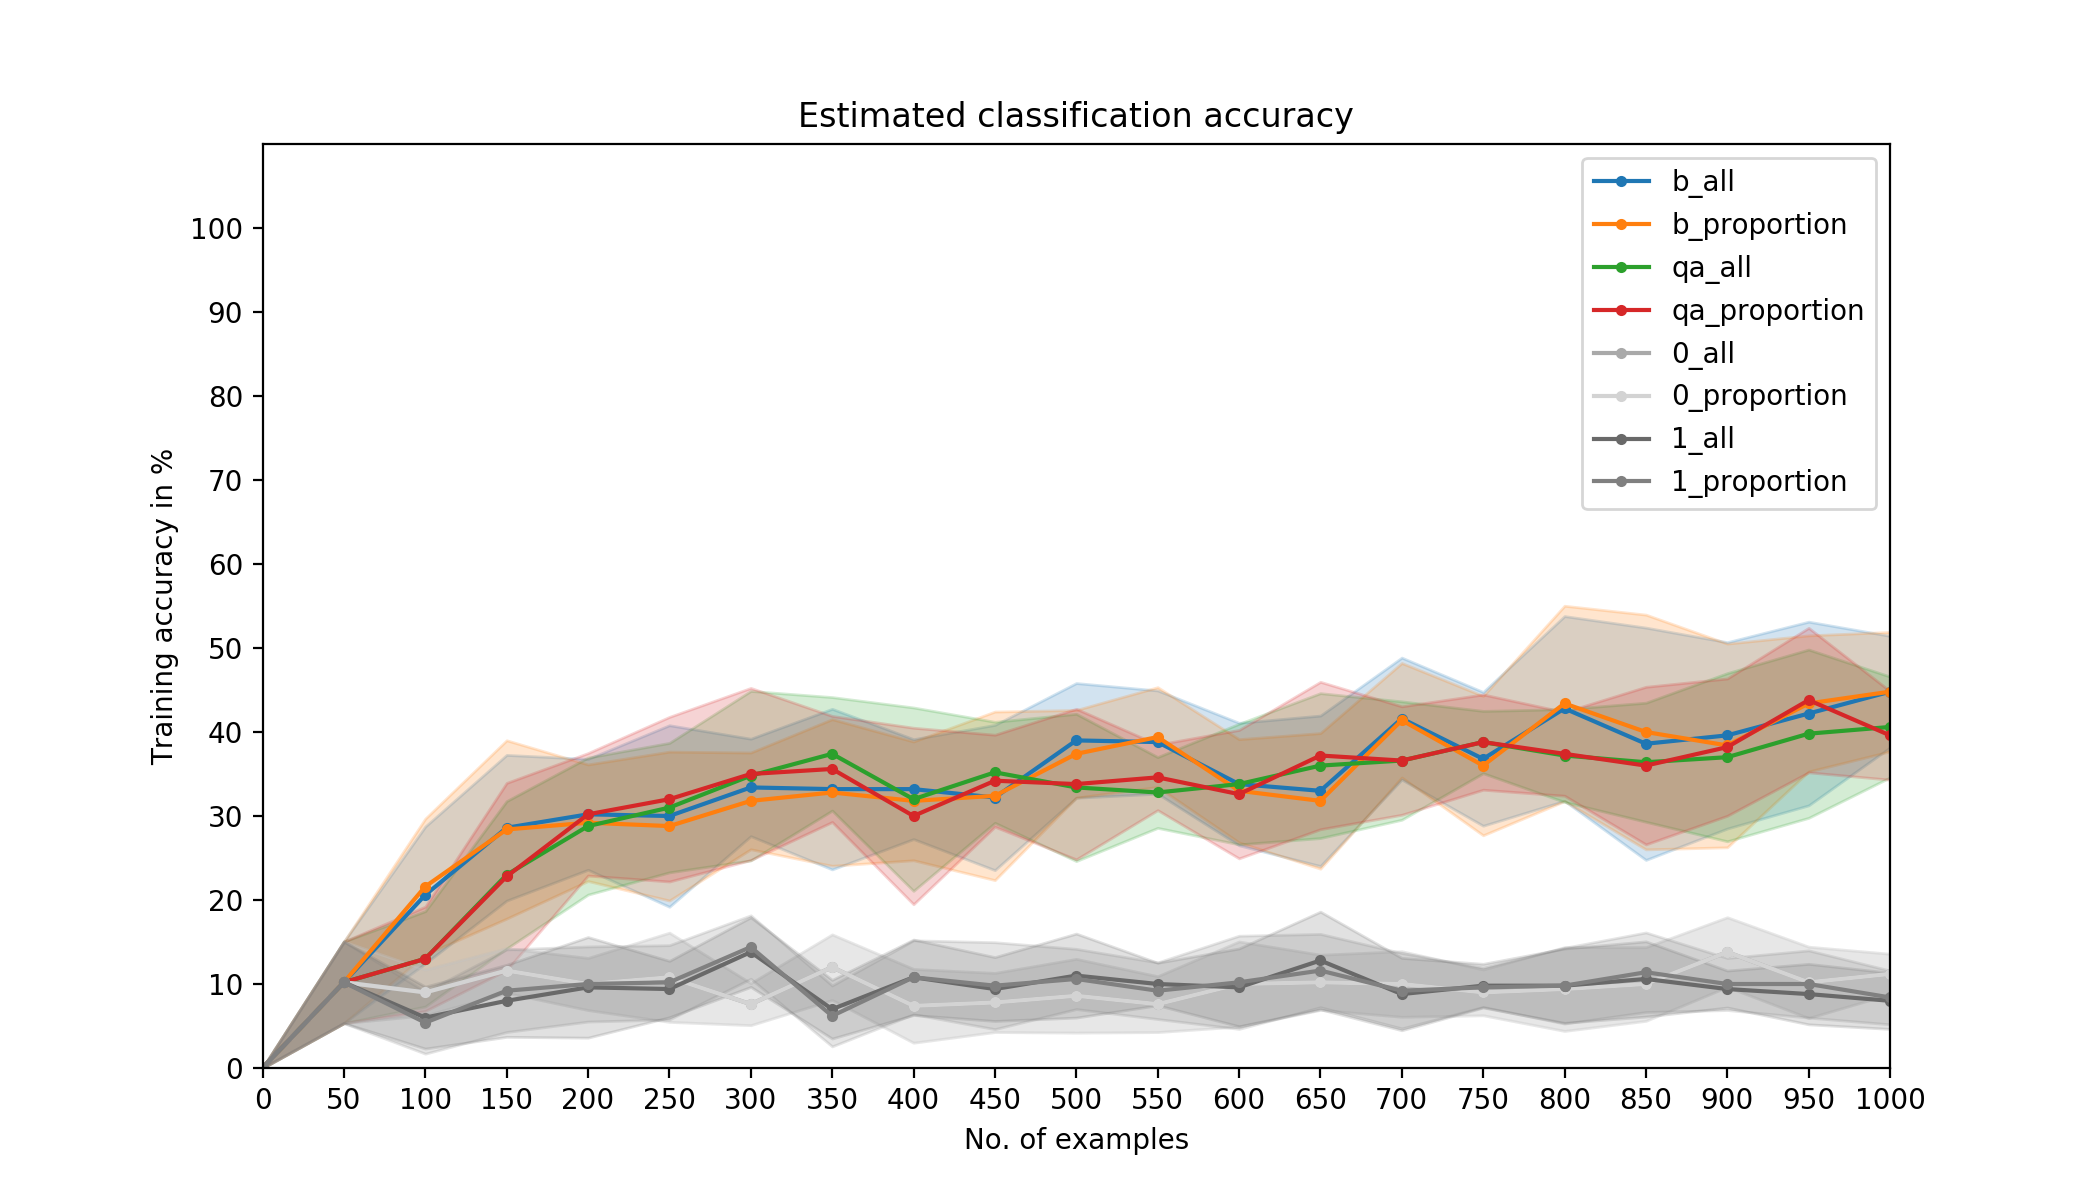 Estimated classification accuracy
100
90
80
70
60
50
40
30
20
10
0
Training accuracy in %
b_all
b_proportion
qa_all
qa_proportion
0_all
0_proportion
1_all
1_proportion
0 50 100 150 200 250 300 350 400 450 500 550 600 650 700 750 800 850 900 950 1000
No. of examples